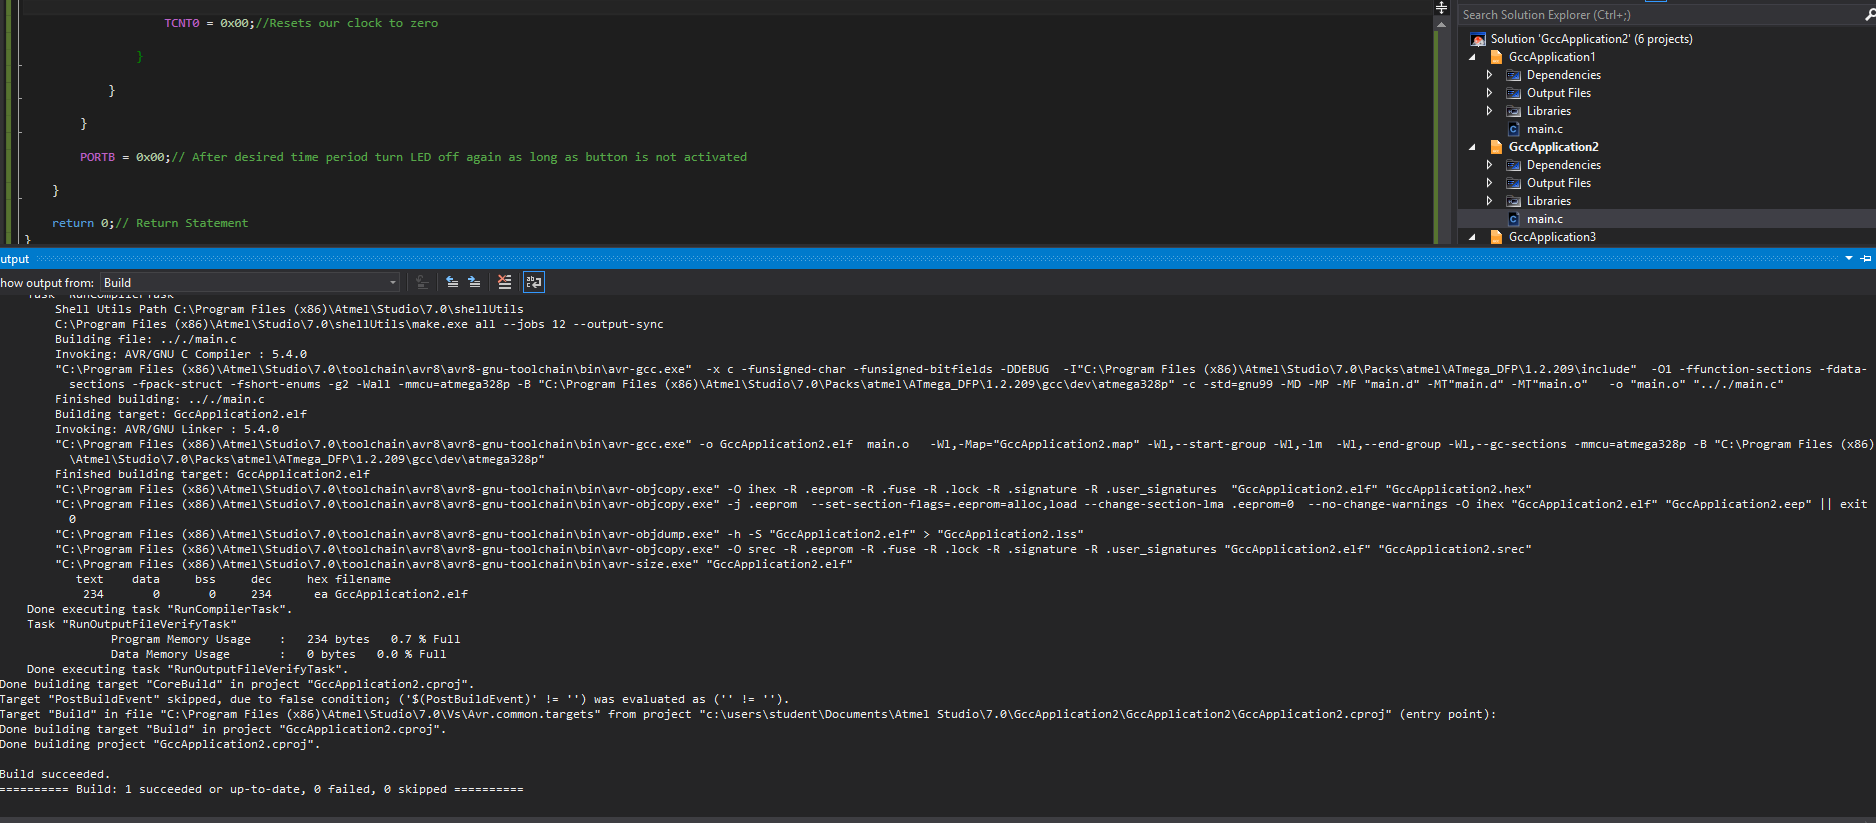 TCNT0 = 0x00;//Resets our clock to zero
}
}
}
PORTB = 0x00;// After desired time period turn LED off again as long as button is not activated
}
return 0;// Return Statement
}
Search Solution Explorer (Ctrl+;)
Solution 'GccApplication2' (6 projects)
GccApplication1
Dependencies
Output Files
Libraries
main.c
GccApplication2
Dependencies
Output Files
Libraries
main.c
GccApplication3
utput
how output from: Build
Task "RunCompilerTask"
Shell Utils Path C:\Program Files (x86)\Atmel\Studio\7.0\shellUtils
C:\Program Files (x86)\Atmel\Studio\7.0\shellUtils\make.exe all --jobs 12 --output-sync
Building file: .././main.c
Invoking: AVR/GNU C Compiler : 5.4.0
"C:\Program Files (x86)\Atmel\Studio\7.0\toolchain\avr8\avr8-gnu-toolchain\bin\avr-gcc.exe"  -x c -funsigned-char -funsigned-bitfields -DDEBUG  -I"C:\Program Files (x86)\Atmel\Studio\7.0\Packs\atmel\ATmega_DFP\1.2.209\include"  -O1 -ffunction-sections -fdata-
sections -fpack-struct -fshort-enums -g2 -Wall -mmcu=atmega328p -B "C:\Program Files (x86)\Atmel\Studio\7.0\Packs\atmel\ATmega_DFP\1.2.209\gcc\dev\atmega328p" -c -std=gnu99 -MD -MP -MF "main.d" -MT"main.d" -MT"main.o"   -o "main.o" ".././main.c"
Finished building: .././main.c
Building target: GccApplication2.elf
Invoking: AVR/GNU Linker : 5.4.0
"C:\Program Files (x86)\Atmel\Studio\7.0\toolchain\avr8\avr8-gnu-toolchain\bin\avr-gcc.exe" -o GccApplication2.elf  main.o   -Wl,-Map="GccApplication2.map" -Wl,--start-group -Wl,-lm  -Wl,--end-group -Wl,--gc-sections -mmcu=atmega328p -B "C:\Program Files (x86)
\Atmel\Studio\7.0\Packs\atmel\ATmega_DFP\1.2.209\gcc\dev\atmega328p"
Finished building target: GccApplication2.elf
"C:\Program Files (x86)\Atmel\Studio\7.0\toolchain\avr8\avr8-gnu-toolchain\bin\avr-objcopy.exe" -O ihex -R .eeprom -R .fuse -R .lock -R .signature -R .user_signatures  "GccApplication2.elf" "GccApplication2.hex"
"C:\Program Files (x86)\Atmel\Studio\7.0\toolchain\avr8\avr8-gnu-toolchain\bin\avr-objcopy.exe" -j .eeprom  --set-section-flags=.eeprom=alloc,load --change-section-lma .eeprom=0  --no-change-warnings -O ihex "GccApplication2.elf" "GccApplication2.eep" || exit
0
"C:\Program Files (x86)\Atmel\Studio\7.0\toolchain\avr8\avr8-gnu-toolchain\bin\avr-objdump.exe" -h -S "GccApplication2.elf" > "GccApplication2.lss"
"C:\Program Files (x86)\Atmel\Studio\7.0\toolchain\avr8\avr8-gnu-toolchain\bin\avr-objcopy.exe" -O srec -R .eeprom -R .fuse -R .lock -R .signature -R .user_signatures "GccApplication2.elf" "GccApplication2.srec"
"C:\Program Files (x86)\Atmel\Studio\7.0\toolchain\avr8\avr8-gnu-toolchain\bin\avr-size.exe" "GccApplication2.elf"
text    data     bss     dec     hex filename
234       0       0     234      ea GccApplication2.elf
Done executing task "RunCompilerTask".
Task "RunOutputFileVerifyTask"
Program Memory Usage    :   234 bytes   0.7 % Full
Data Memory Usage       :   0 bytes   0.0 % Full
Done executing task "RunOutputFileVerifyTask".
Done building target "CoreBuild" in project "GccApplication2.cproj".
Target "PostBuildEvent" skipped, due to false condition; ('$(PostBuildEvent)' != '') was evaluated as ('' != '').
Target "Build" in file "C:\Program Files (x86)\Atmel\Studio\7.0\Vs\Avr.common.targets" from project "c:\users\student\Documents\Atmel Studio\7.0\GccApplication2\GccApplication2\GccApplication2.cproj" (entry point):
Done building target "Build" in project "GccApplication2.cproj".
Done building project "GccApplication2.cproj".
Build succeeded.
========== Build: 1 succeeded or up-to-date, 0 failed, 0 skipped ==========